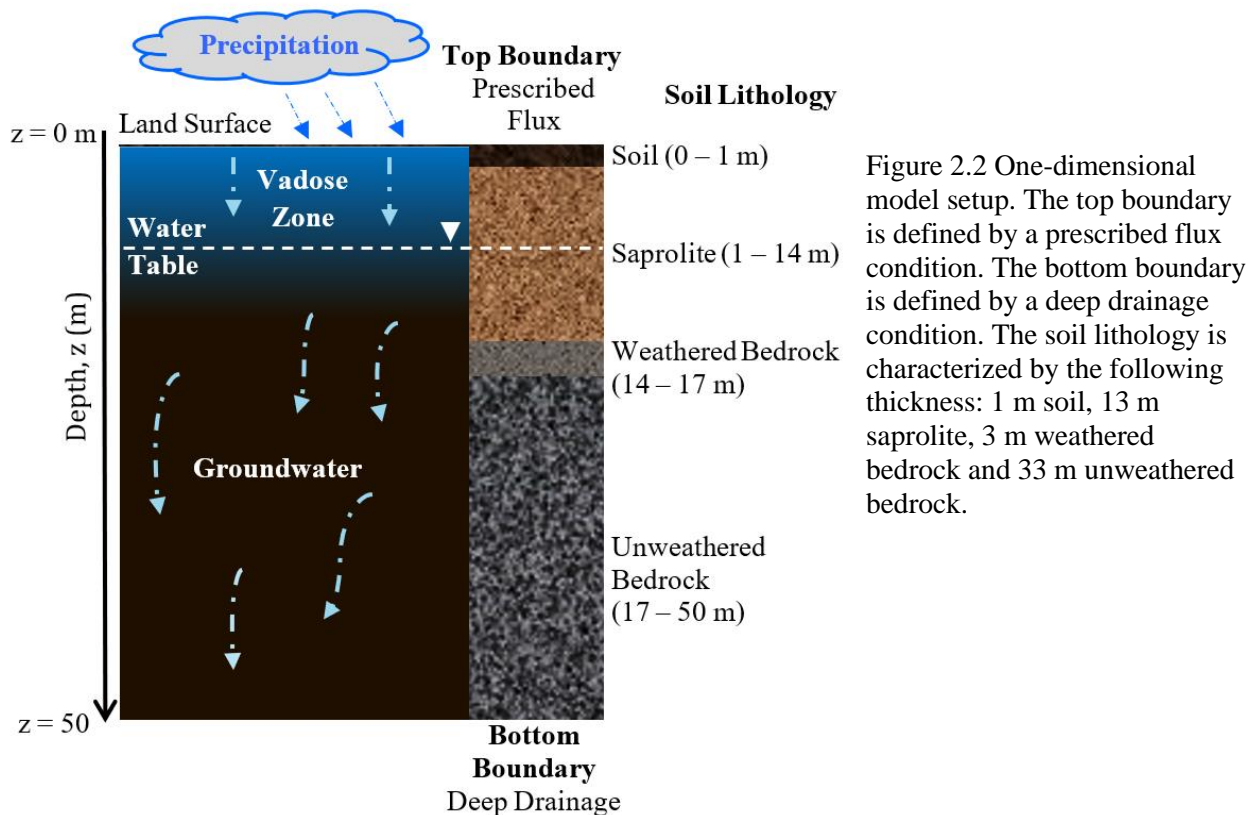 Precipitation
Top Boundary
Prescribed
Flux
Soil Lithology
z = 0 m
Land Surface
Soil (0 – 1 m)
Vadose
Zone
Water
Table
Saprolite (1 – 14 m)
Depth, z (m)
Weathered Bedrock
(14 – 17 m)
Groundwater
Unweathered
Bedrock
(17 – 50 m)
z = 50
Bottom
Boundary
Deep Drainage
Figure 2.2 One-dimensional
model setup. The top boundary
is defined by a prescribed flux
condition. The bottom boundary
is defined by a deep drainage
condition. The soil lithology is
characterized by the following
thickness: 1 m soil, 13 m
saprolite, 3 m weathered
bedrock and 33 m unweathered
bedrock.